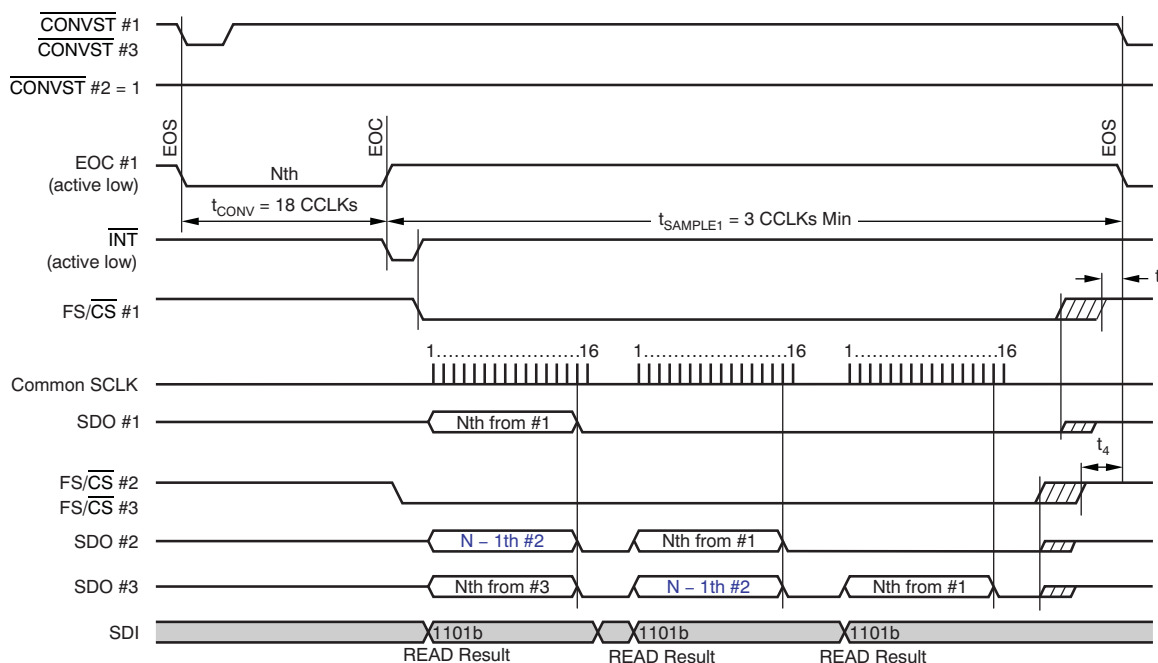 CONVST #1
CONVST #3
CONVST #2 = 1
EOS
EOC
EOS
EOC #1
(active low)
Nth
tCONV = 18 CCLKs
tSAMPLE1 = 3 CCLKs Min
INT
(active low)
t
FS/CS #1
1.......................16
1.......................16
1.......................16
Common SCLK
SDO #1
Nth from #1
t4
FS/CS #2
FS/CS #3
SDO #2
N – 1th #2
Nth from #1
SDO #3
Nth from #3
N – 1th #2
Nth from #1
SDI
1101b
1101b
1101b
READ Result
READ Result
READ Result